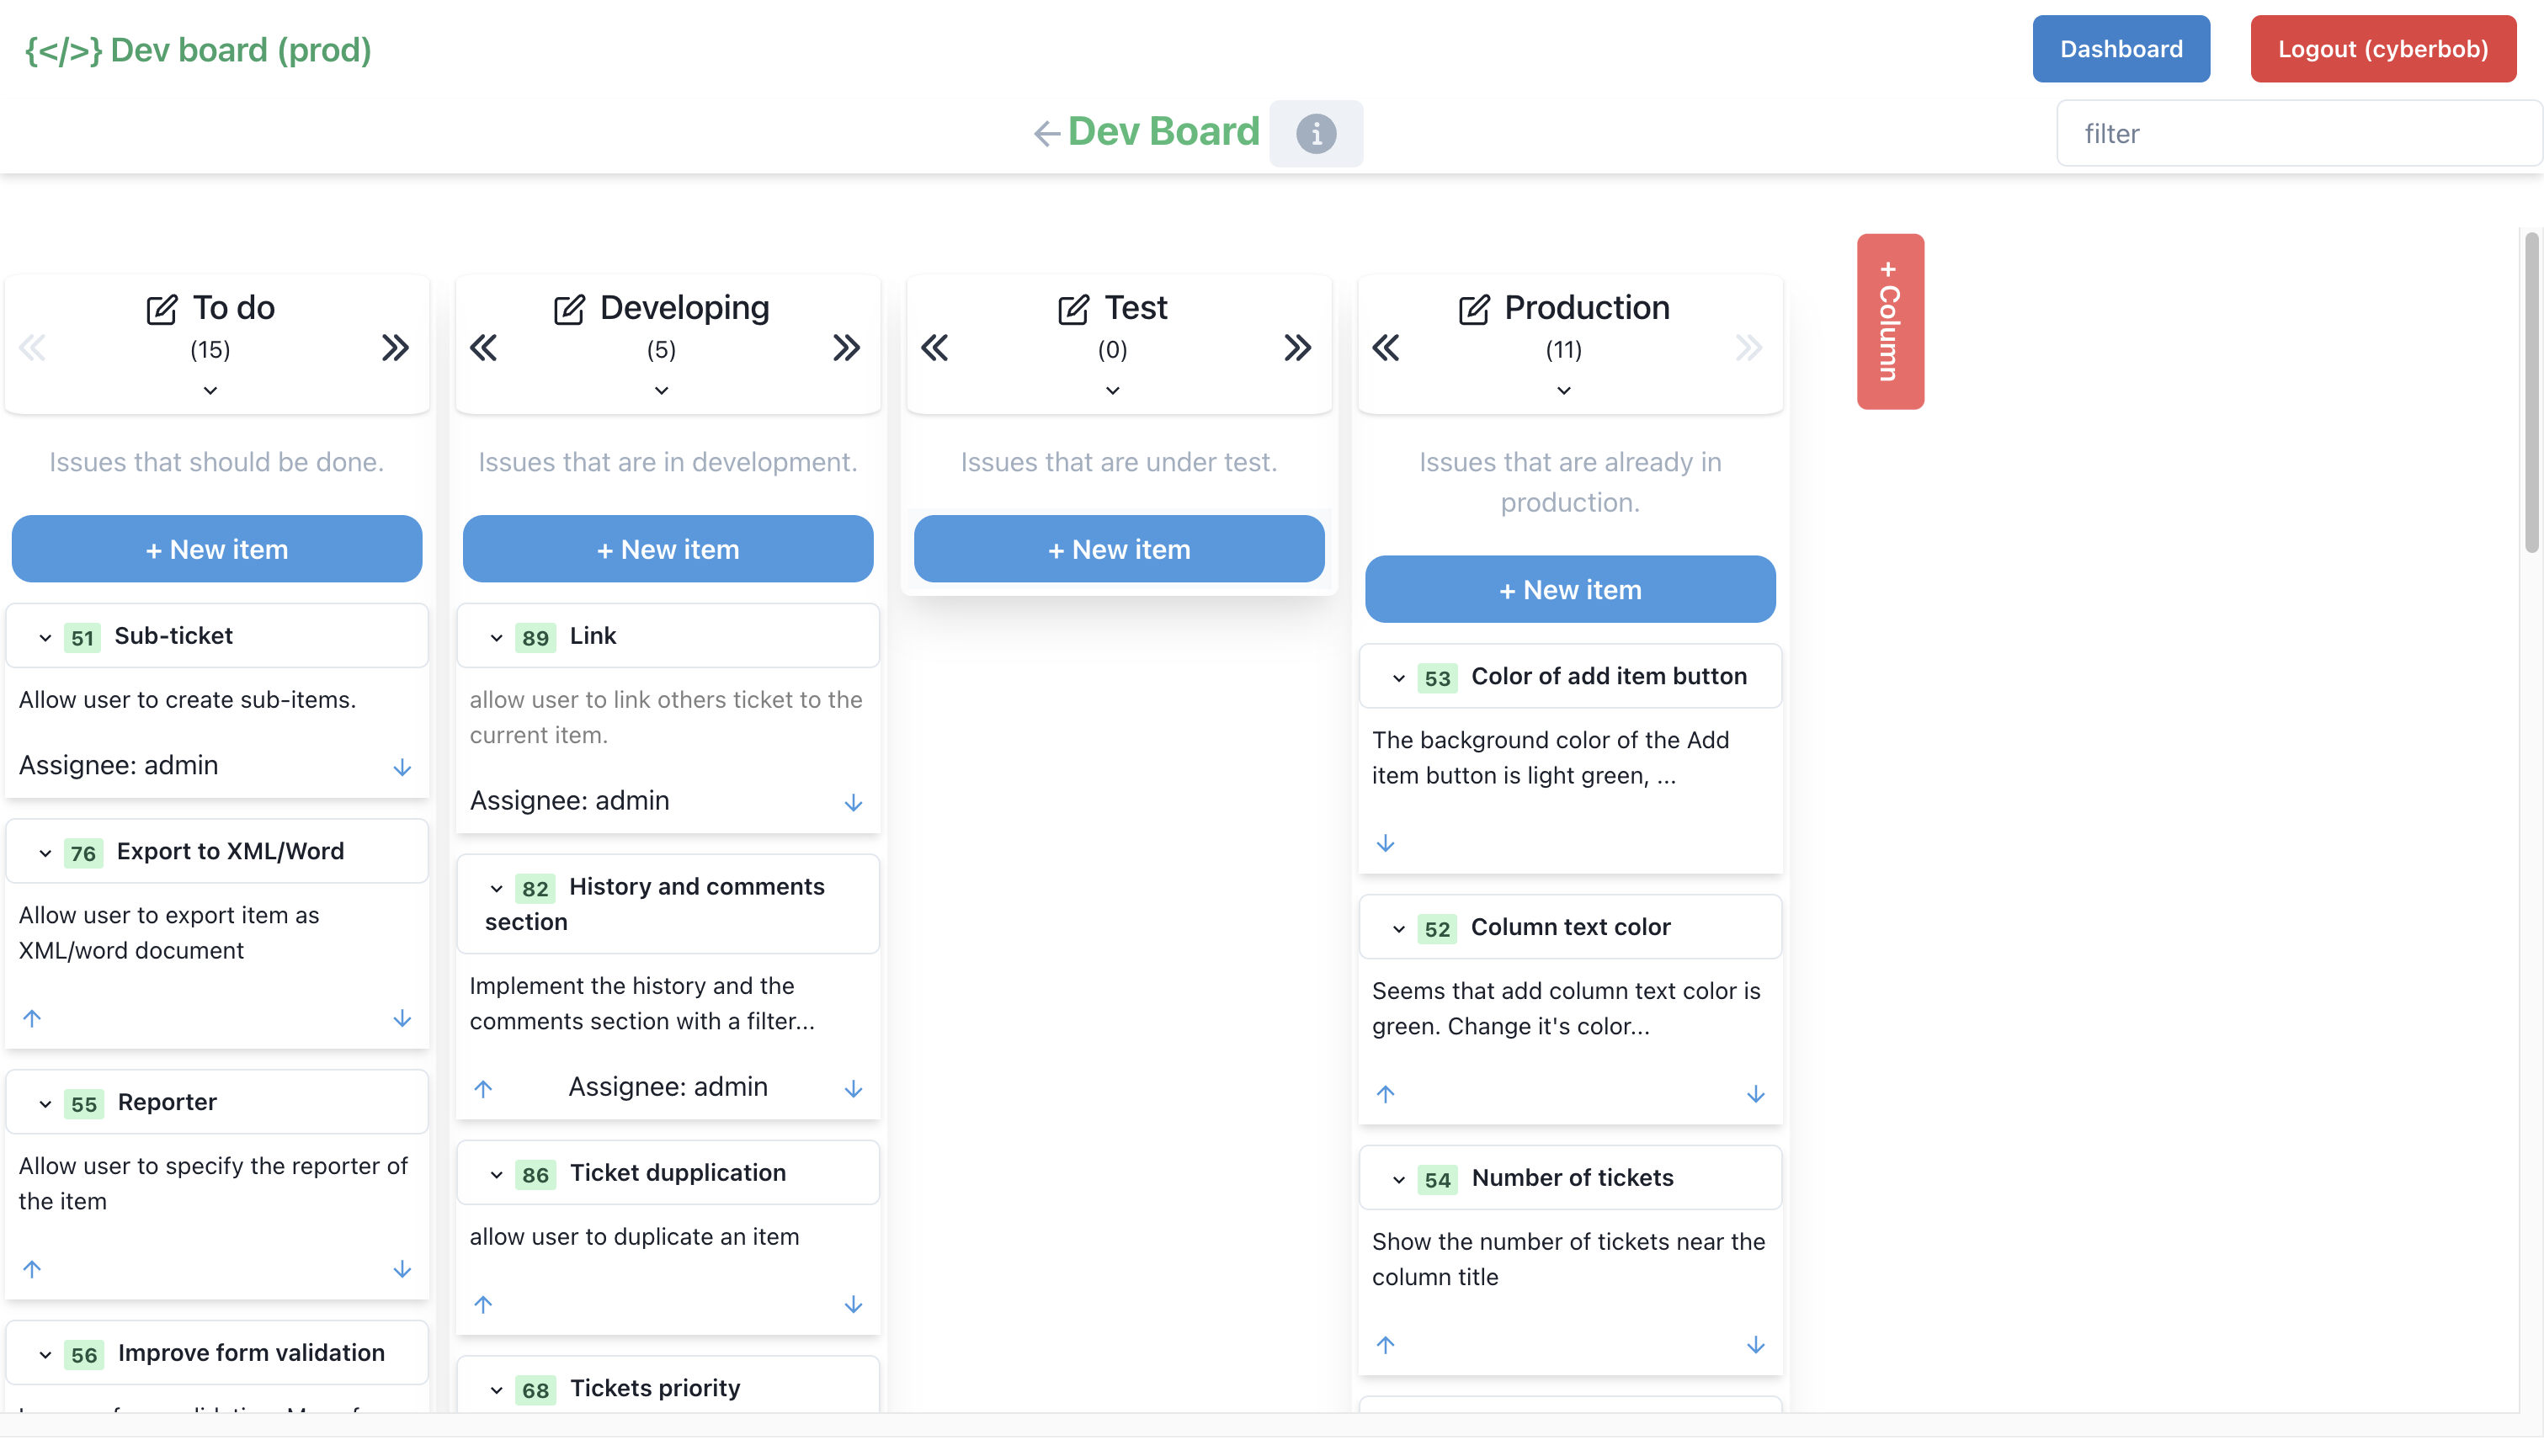 {</>} Dev board (prod)
Dashboard
Logout (cyberbob)
Dev Board
filter
To do
(15)
Issues that should be done.
+ New item
51 Sub-ticket
Allow user to create sub-items.
Assignee: admin
76 Export to XML/Word
Allow user to export item as
XML/word document
55 Reporter
Allow user to specify the reporter of
the item
56 Improve form validation
Developing
(5)
Issues that are in development.
+ New item
89 Link
allow user to link others ticket to the
current item.
Assignee: admin
82 History and comments
section
Implement the history and the
comments section with a filter...
Assignee: admin
86 Ticket dupplication
allow user to duplicate an item
68 Tickets priority
Test
(0)
Issues that are under test.
+ New item
Production
(11)
Issues that are already in
production.
+ New item
53 Color of add item button
The background color of the Add
item button is light green, ...
52 Column text color
Seems that add column text color is
green. Change it's color...
54 Number of tickets
Show the number of tickets near the
column title
+ Column